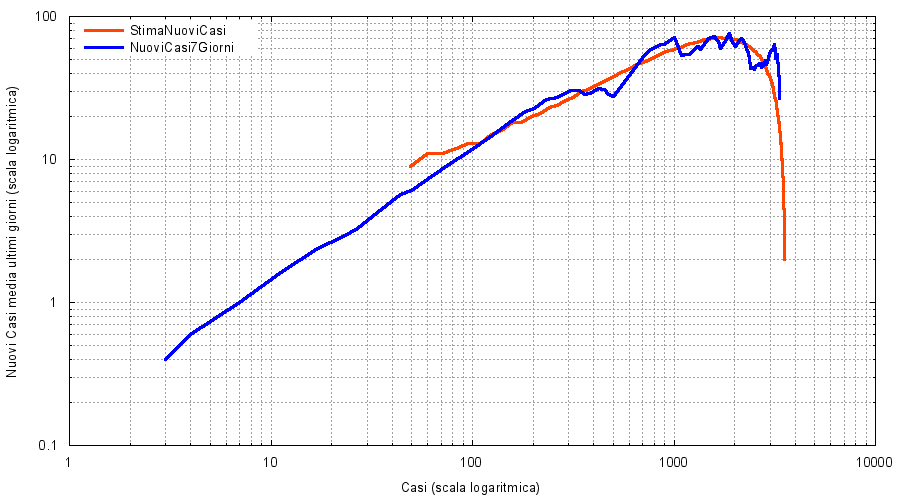 100
StimaNuoviCasi
NuoviCasi7Giorni
10
1
0.1
Nuovi Casi media ultimi giorni (scala logaritmica)
1 10 100 1000 10000
Casi (scala logaritmica)